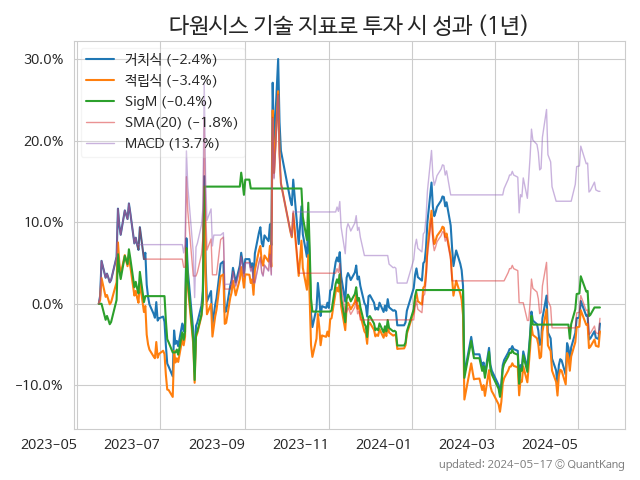 다원시스 기술 지표로 투자 시 성과 (1년)
거치식 (−2.4%)
적립식 (−3.4%)
SigM (−0.4%)
SMA(20) (−1.8%)
MACD (13.7%)
30.0%
20.0%
10.0%
0.0%
−10.0%
2023−05 2023−07 2023−09 2023−11 2024−01 2024−03 2024−05
updated: 2024−05−17 © QuantKang